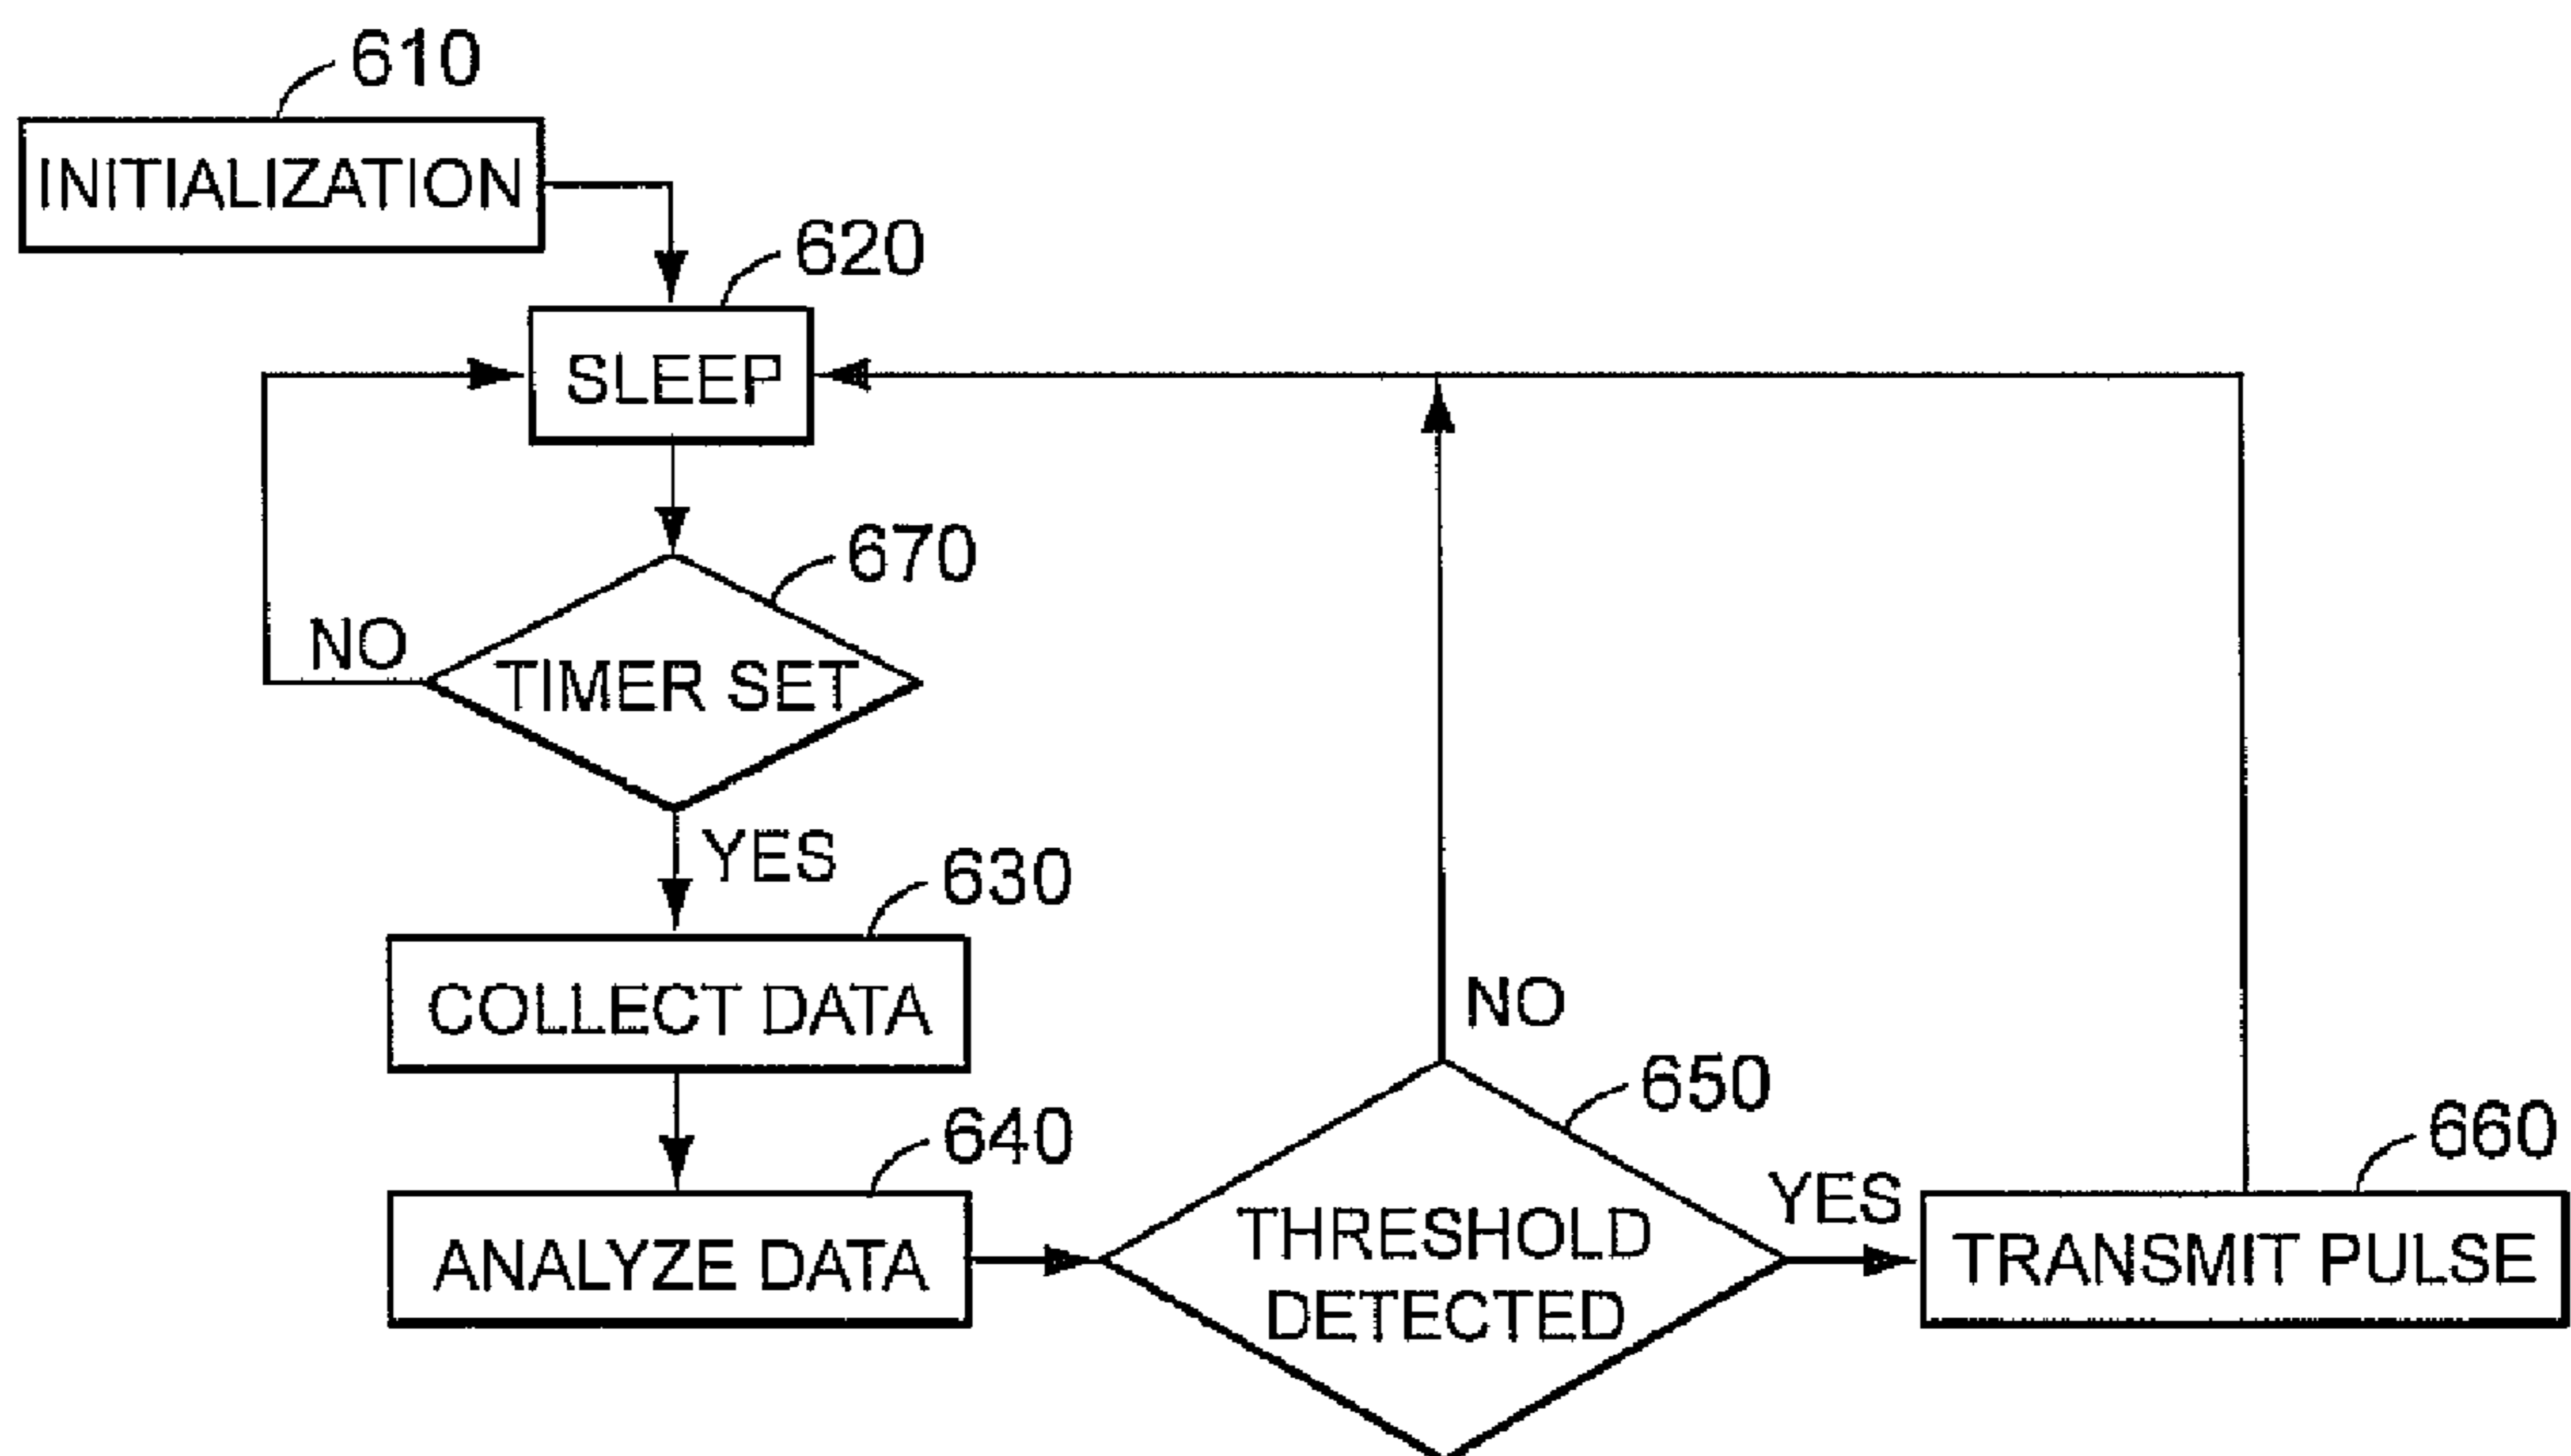 610
INITIALIZATION
620
SLEEP
670
NO
TIMER SET
YES
630
COLLECT DATA
640
ANALYZE DATA
NO
650
THRESHOLD
DETECTED
YES
660
TRANSMIT PULSE